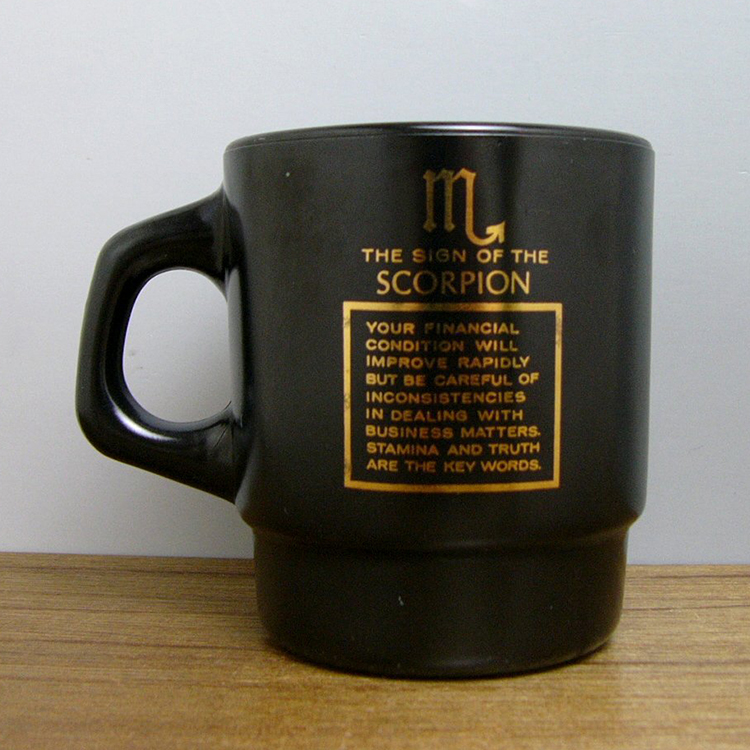 THE SIGN OF THE
SCORPION
YOUR FINANCIAL
CONDITION WILL
IMPROVE RAPIDLY
BUT BE CAREFUL OF
INCONSISTENCIES
IN DEALING WITH
BUSINESS MATTERS.
STAMINA AND TRUTH
ARE THE KEY WORDS.